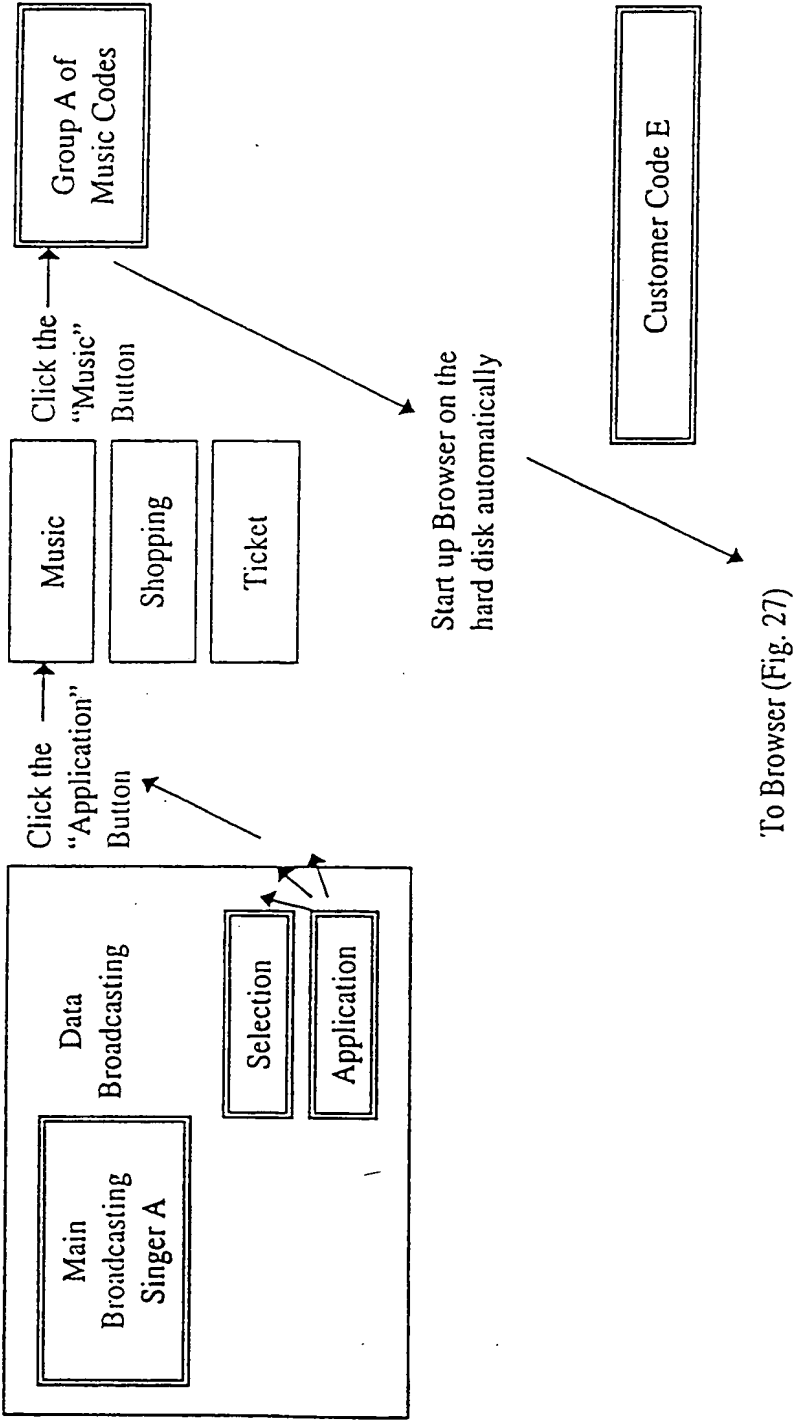 Main
Broadcasting
Singer A
Data
Broadcasting
Selection
Application
Click the
“Application”
Button
Music
Shopping
Ticket
Click the
“Music”
Button
Group A of
Music Codes
Start up Browser on the
hard disk automatically
Customer Code E
To Browser (Fig. 27)